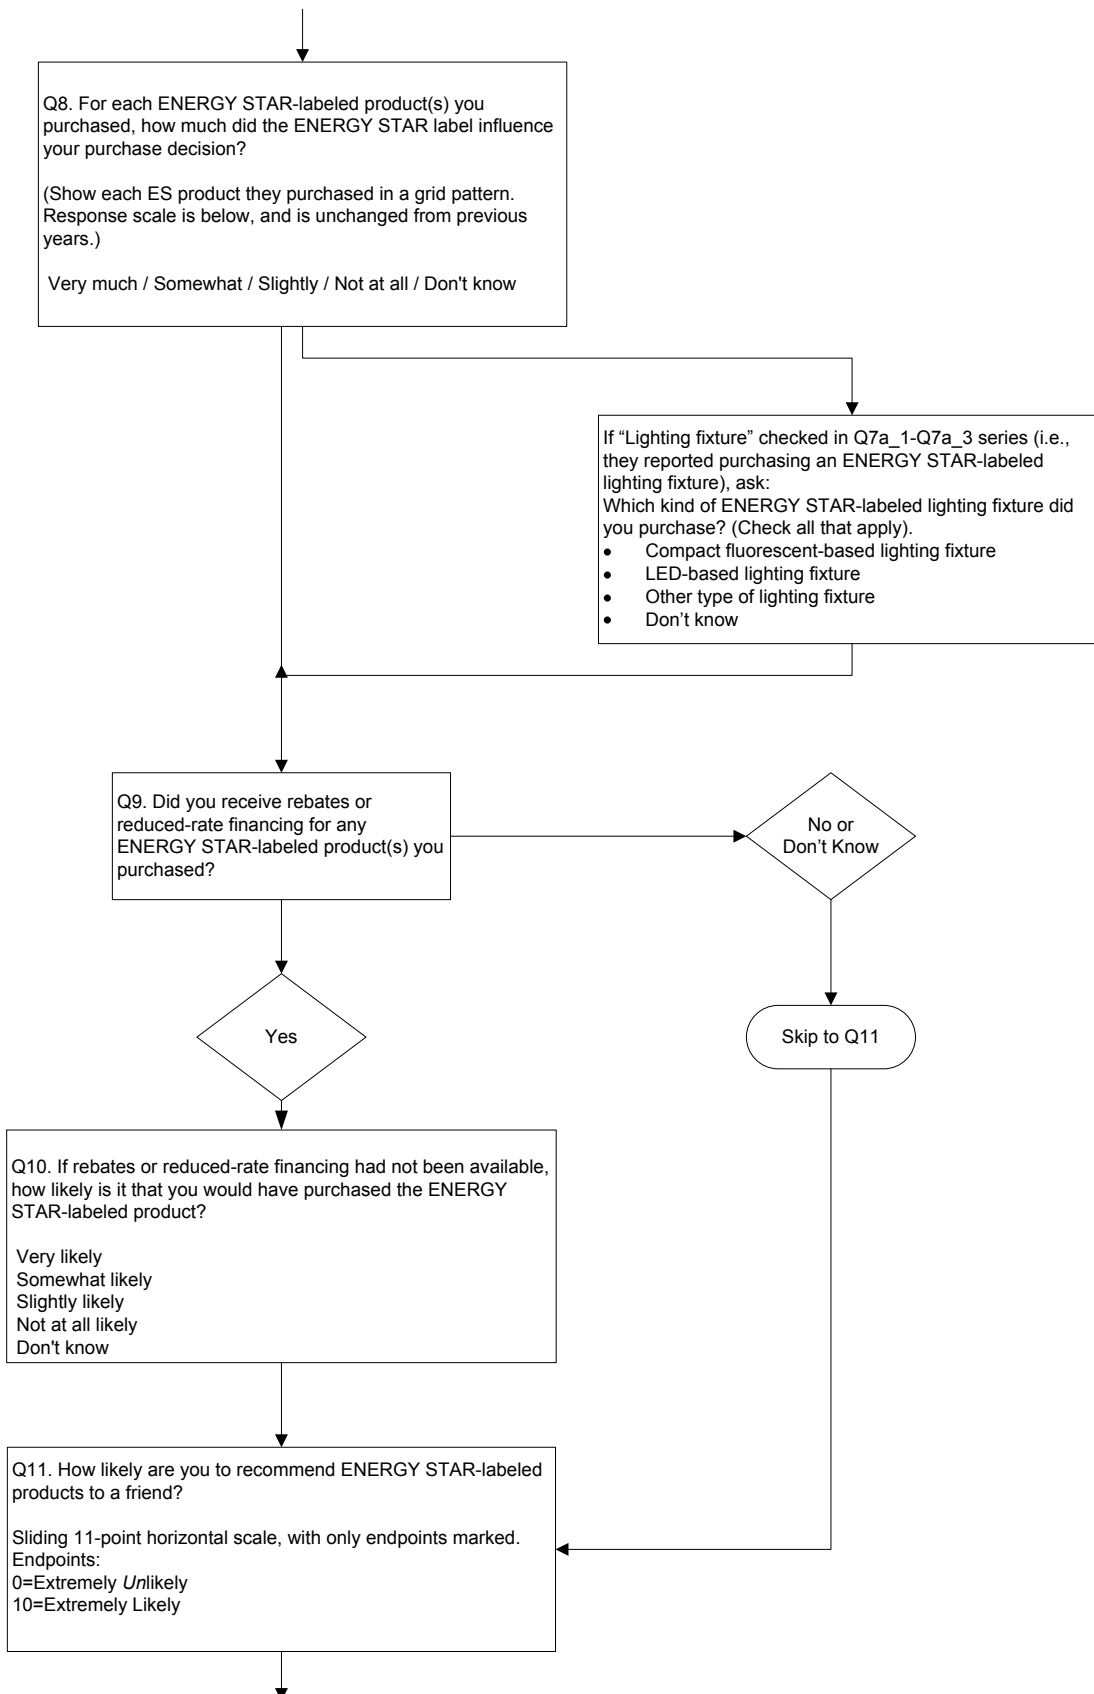 Q8. For each ENERGY STAR-labeled product(s) you
purchased, how much did the ENERGY STAR label influence
your purchase decision?
(Show each ES product they purchased in a grid pattern.
Response scale is below, and is unchanged from previous
years.)
Very much / Somewhat / Slightly / Not at all / Don't know
If “Lighting fixture” checked in Q7a_1-Q7a_3 series (i.e.,
they reported purchasing an ENERGY STAR-labeled
lighting fixture), ask:
Which kind of ENERGY STAR-labeled lighting fixture did
you purchase? (Check all that apply).
• Compact fluorescent-based lighting fixture
• LED-based lighting fixture
• Other type of lighting fixture
• Don’t know
Q9. Did you receive rebates or
reduced-rate financing for any
ENERGY STAR-labeled product(s) you
purchased?
No or
Don’t Know
Yes
Skip to Q11
Q10. If rebates or reduced-rate financing had not been available,
how likely is it that you would have purchased the ENERGY
STAR-labeled product?
Very likely
Somewhat likely
Slightly likely
Not at all likely
Don't know
Q11. How likely are you to recommend ENERGY STAR-labeled
products to a friend?
Sliding 11-point horizontal scale, with only endpoints marked.
Endpoints:
0=Extremely Unlikely
10=Extremely Likely